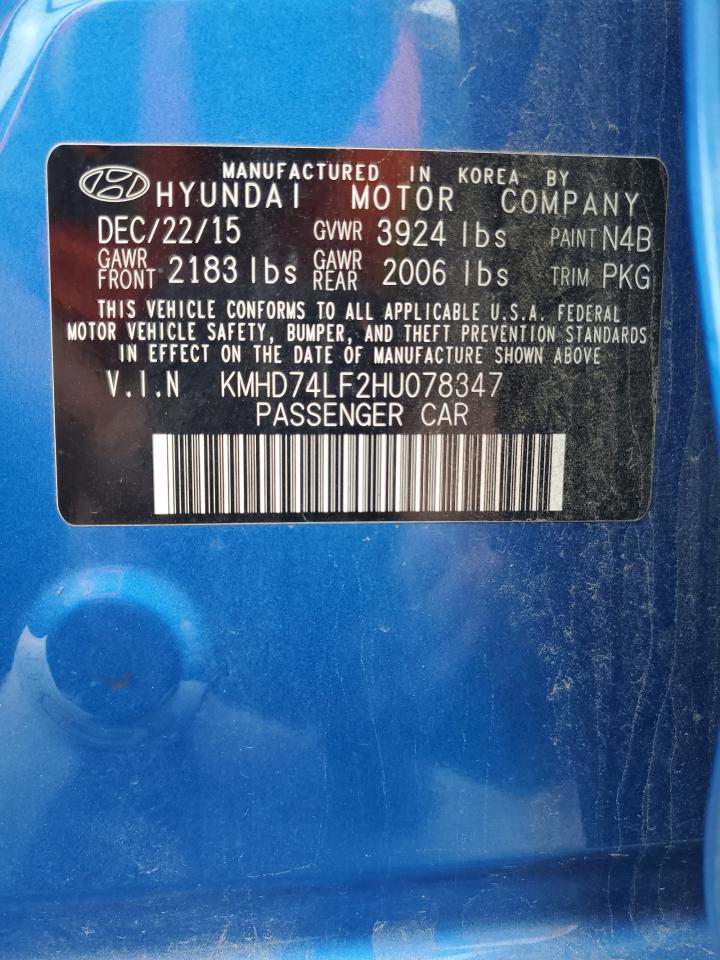 MANUFACTURED IN KOREA BY
HYUNDAI MOTOR COMPANY
DEC/22/15 GVWR 3924 lbs PAINT N4B
GAWR FRONT 2183 lbs GAWR REAR 2006 lbs TRIM PKG
THIS VEHICLE CONFORMS TO ALL APPLICABLE U.S.A. FEDERAL
MOTOR VEHICLE SAFETY, BUMPER, AND THEFT PREVENTION STANDARDS
IN EFFECT ON THE DATE OF MANUFACTURE SHOWN ABOVE
V.I.N KMHD74LF2HU078347
PASSENGER CAR